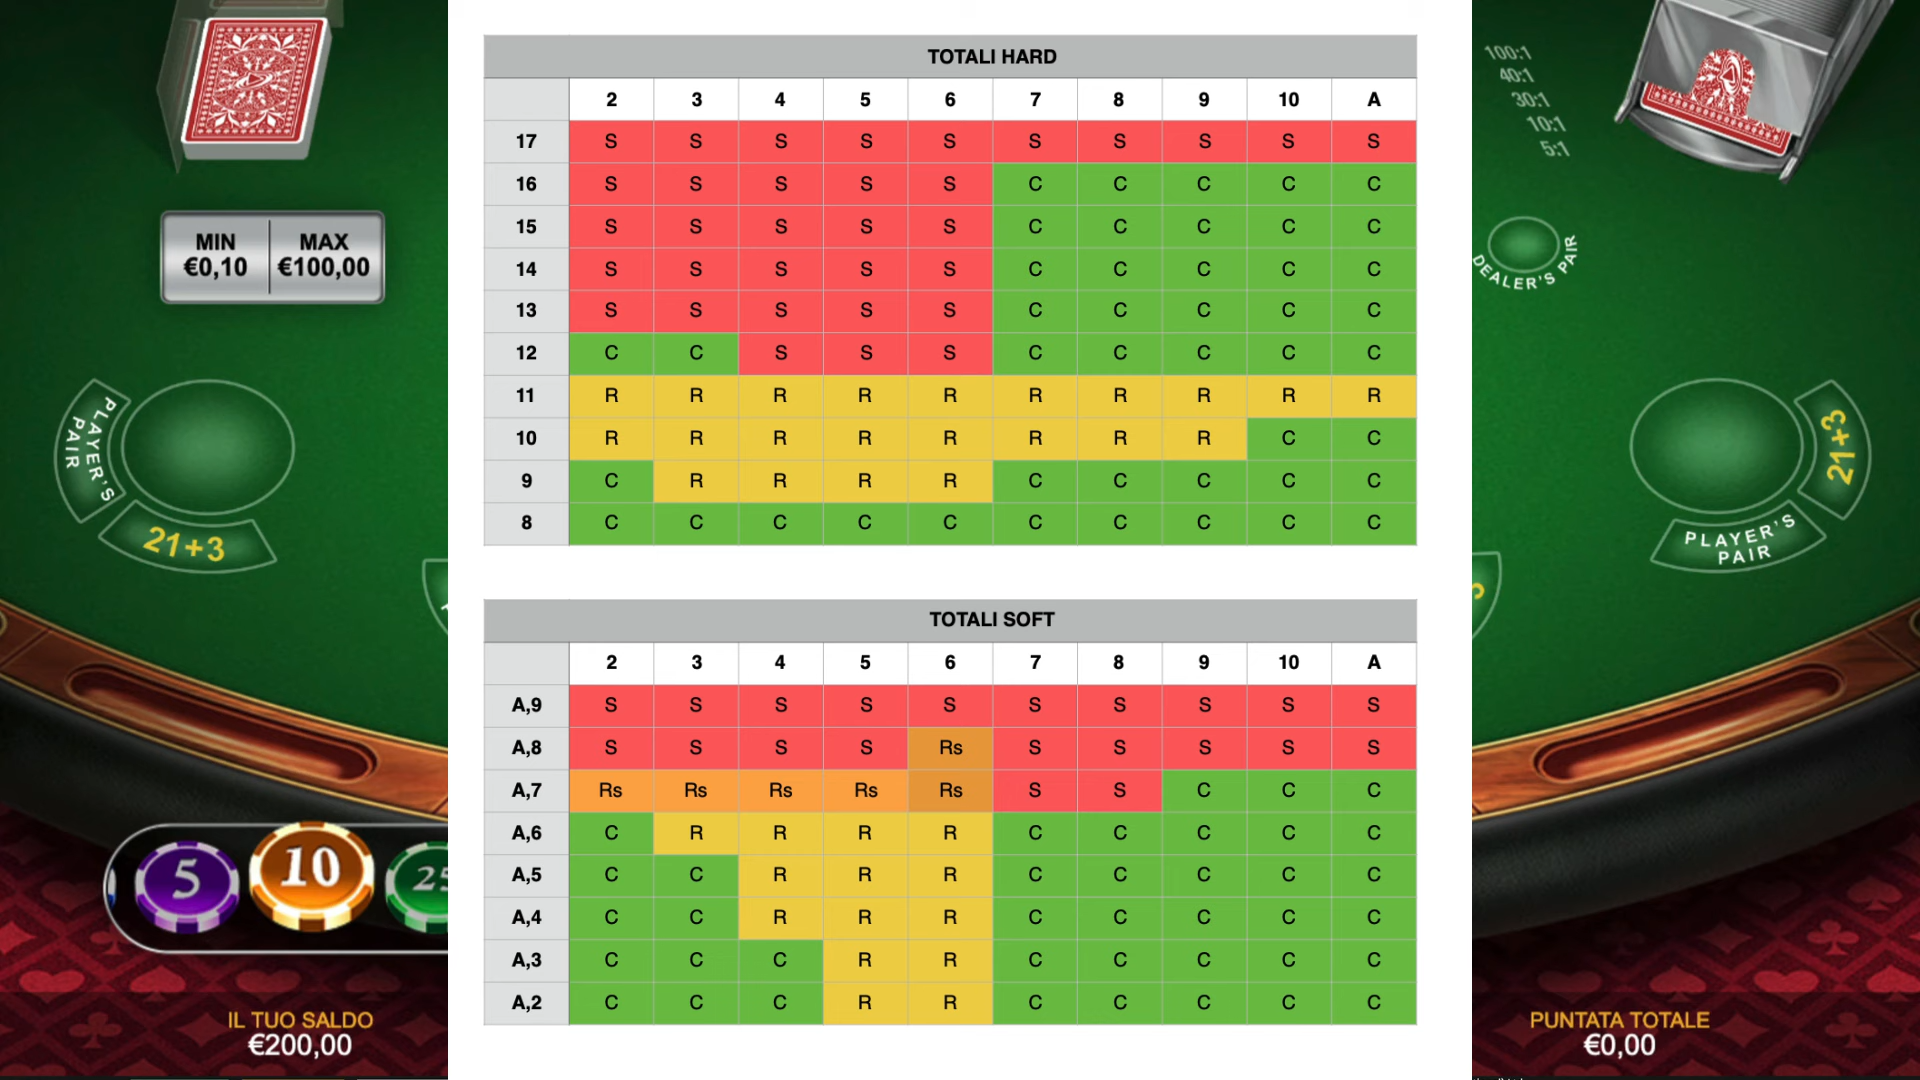 TOTALI HARD
2 3 4 5 6 7 8 9 10 A
17 S S S S S S S S S S
16 S S S S S C C C C C
15 S S S S S C C C C C
14 S S S S S C C C C C
13 S S S S S C C C C C
12 C C S S S C C C C C
11 R R R R R R R R R R
10 R R R R R R R R C C
9 C R R R R C C C C C
8 C C C C C C C C C C
TOTALI SOFT
2 3 4 5 6 7 8 9 10 A
A,9 S S S S S S S S S S
A,8 S S S S Rs S S S S S
A,7 Rs Rs Rs Rs Rs S S C C C
A,6 C R R R R C C C C C
A,5 C C R R R C C C C C
A,4 C C R R R C C C C C
A,3 C C C R R C C C C C
A,2 C C C R R C C C C C
MIN
€0,10
MAX
€100,00
PLAYER'S
PAIR
21+3
5
10
25
IL TUO SALDO
€200,00
100:1
40:1
30:1
10:1
5:1
DEALER'S PAIR
21+3
PLAYER'S
PAIR
PUNTATA TOTALE
€0,00